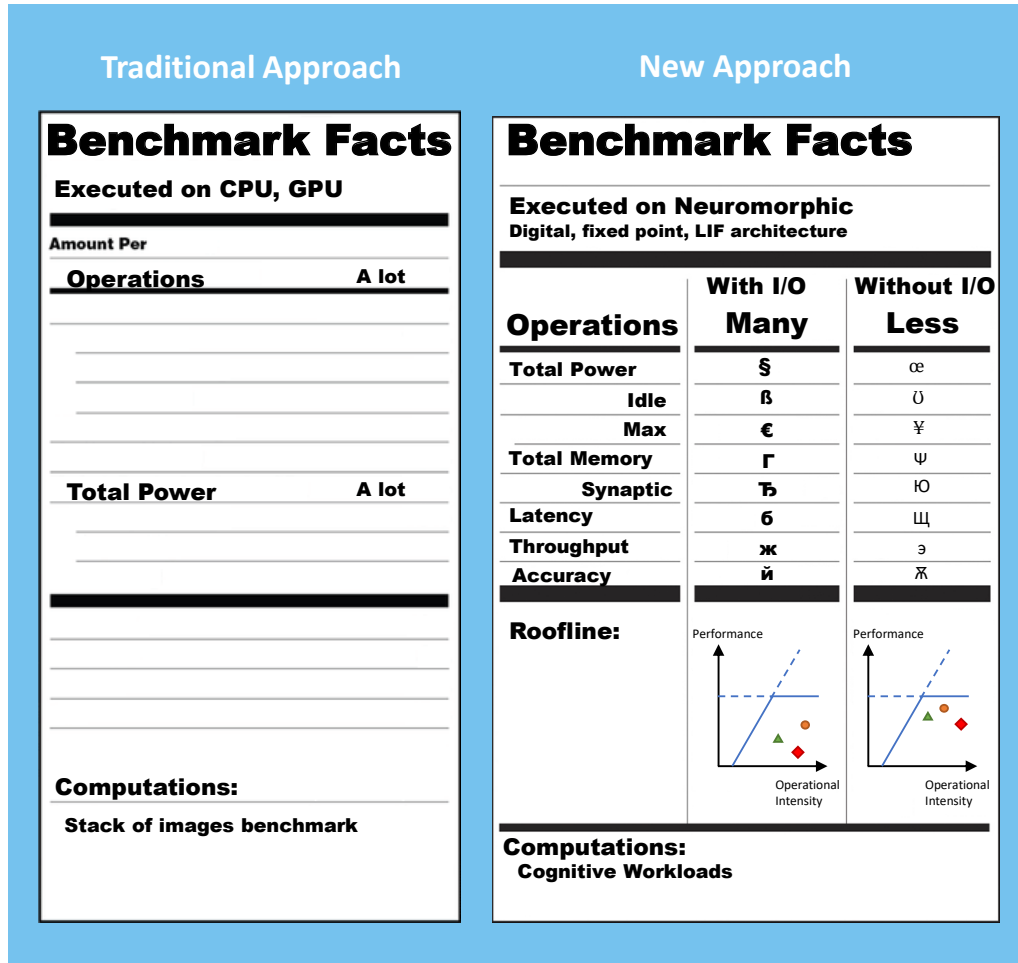 Traditional Approach
Benchmark Facts
Executed on CPU, GPU
Amount Per
Operations A lot
Total Power A lot
Computations:
Stack of images benchmark
New Approach
Benchmark Facts
Executed on Neuromorphic
Digital, fixed point, LIF architecture
With I/O Without I/O
Operations Many Less
Total Power § œ
Idle ß Ʊ
Max € ¥
Total Memory Г Ψ
Synaptic Ђ Ю
Latency б Щ
Throughput ж э
Accuracy й Ѫ
Roofline:
Performance Performance
Operational Operational
Intensity Intensity
Computations:
Cognitive Workloads